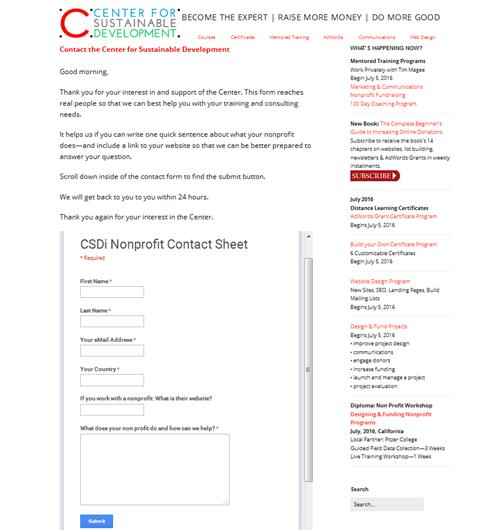 CENTER FOR
SUSTAINABLE
DEVELOPMENT
BECOME THE EXPERT | RAISE MORE MONEY | DO MORE GOOD
Courses Certificates Mentored Training AdWords Communications Web Design
Contact the Center for Sustainable Development
Good morning,
Thank you for your interest in and support of the Center. This form reaches
real people so that we can best help you with your training and consulting
needs.
It helps us if you can write one quick sentence about what your nonprofit
does—and include a link to your website so that we can be better prepared to
answer your question.
Scroll down inside of the contact form to find the submit button.
We will get back to you to you within 24 hours.
Thank you again for your interest in the Center.
CSDi Nonprofit Contact Sheet
* Required
First Name *
Last Name *
Your eMail Address *
Your Country *
If you work with a nonprofit: What is their website?
What does your non profit do and how can we help? *
Submit
WHAT'S HAPPENING NOW?
Mentored Training Programs
Work Privately with Tim Magee
Begin July 5, 2016
Marketing & Communications
Nonprofit Fundraising
100 Day Coaching Program
New Book: The Complete Beginner's
Guide to Increasing Online Donations
Subscribe to receive the book's 14
chapters on websites, list building,
newsletters & AdWords Grants in weekly
installments.
SUBSCRIBE
July 2016
Distance Learning Certificates
AdWords Grant Certificate Program
Begins July 5, 2016
Build your Own Certificate Program
6 Customizable Certificates
Begin July 5, 2016
Website Design Program
New Sites, SEO, Landing Pages, Build
Mailing Lists
Begins July 5, 2016
Design & Fund Projects
Begins July 5, 2016
• improve project design
• communications
• engage donors
• increase funding
• launch and manage a project
• project evaluation
Diploma: Non Profit Workshop
Designing & Funding Nonprofit
Programs
July, 2016, California
Local Partner: Pitzer College
Guided Field Data Collection—3 Weeks
Live Training Workshop—1 Week
Search
Search...